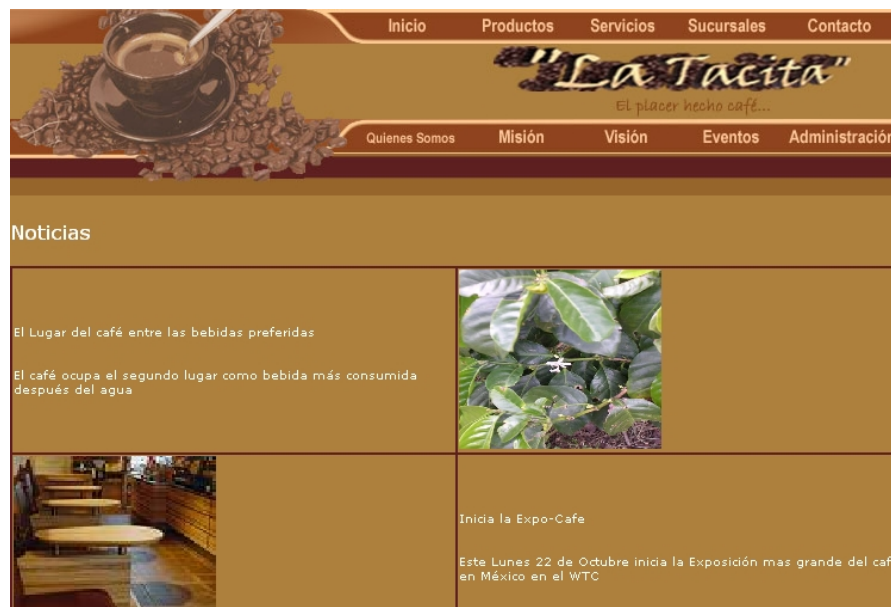 Inicio Productos Servicios Sucursales Contacto
"La Tacita"
El placer hecho café...
Quienes Somos Misión Visión Eventos Administración
Noticias
El Lugar del café entre las bebidas preferidas
El café ocupa el segundo lugar como bebida más consumida
después del agua
Inicia la Expo-Cafe
Este Lunes 22 de Octubre inicia la Exposición mas grande del caf
en México en el WTC